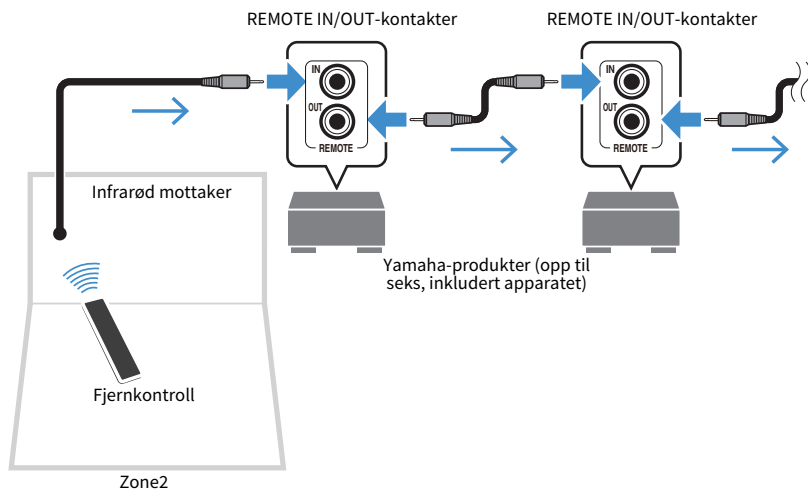 REMOTE IN/OUT-kontakter
REMOTE IN/OUT-kontakter
IN
OUT
REMOTE
IN
OUT
REMOTE
Infrarød mottaker
Yamaha-produkter (opp til
seks, inkludert apparatet)
Fjernkontroll
Zone2